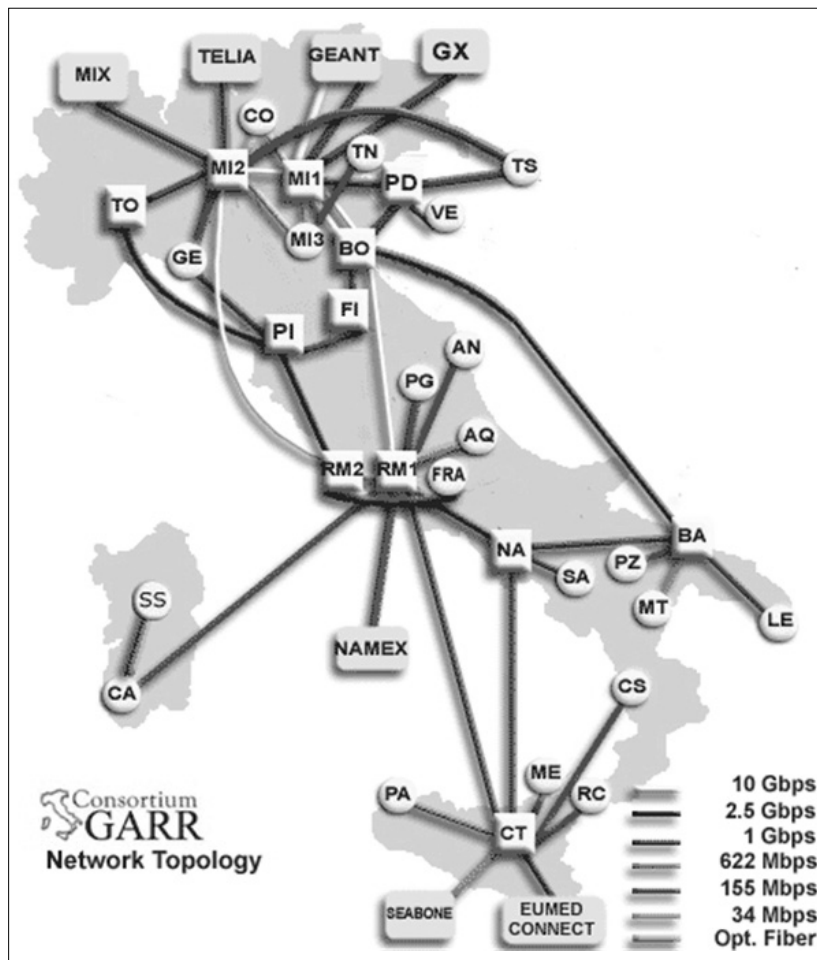 MIX
TELIA
GEANT
GX
CO
TN
TS
MI2
MI1
PD
TO
VE
MI3
BO
GE
FI
PI
AN
PG
AQ
RM2
RM1
FRA
NA
BA
PZ
SA
SS
MT
LE
NAMEX
CA
CS
ME
PA
RC
CT
SEABONE
EUMED
CONNECT
Consortium
GARR
Network Topology
10 Gbps
2.5 Gbps
1 Gbps
622 Mbps
155 Mbps
34 Mbps
Opt. Fiber